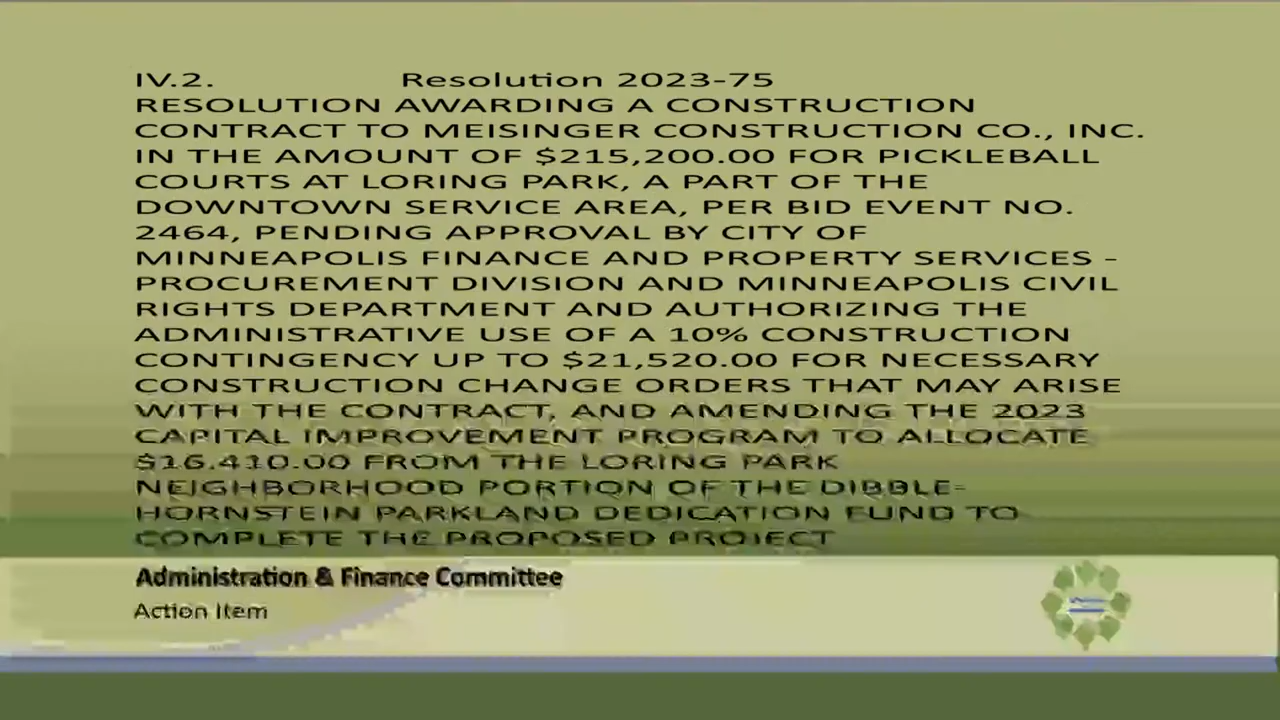 IV.2. Resolution 2023-75
RESOLUTION AWARDING A CONSTRUCTION
CONTRACT TO MEISINGER CONSTRUCTION CO., INC.
IN THE AMOUNT OF $215,200.00 FOR PICKLEBALL
COURTS AT LORING PARK, A PART OF THE
DOWNTOWN SERVICE AREA, PER BID EVENT NO.
2464, PENDING APPROVAL BY CITY OF
MINNEAPOLIS FINANCE AND PROPERTY SERVICES -
PROCUREMENT DIVISION AND MINNEAPOLIS CIVIL
RIGHTS DEPARTMENT AND AUTHORIZING THE
ADMINISTRATIVE USE OF A 10% CONSTRUCTION
CONTINGENCY UP TO $21,520.00 FOR NECESSARY
CONSTRUCTION CHANGE ORDERS THAT MAY ARISE
WITH THE CONTRACT, AND AMENDING THE 2023
CAPITAL IMPROVEMENT PROGRAM TO ALLOCATE
$16,410.00 FROM THE LORING PARK
NEIGHBORHOOD PORTION OF THE DIBBLE-
HORNSTEIN PARKLAND DEDICATION FUND TO
COMPLETE THE PROPOSED PROJECT
Administration & Finance Committee
Action Item